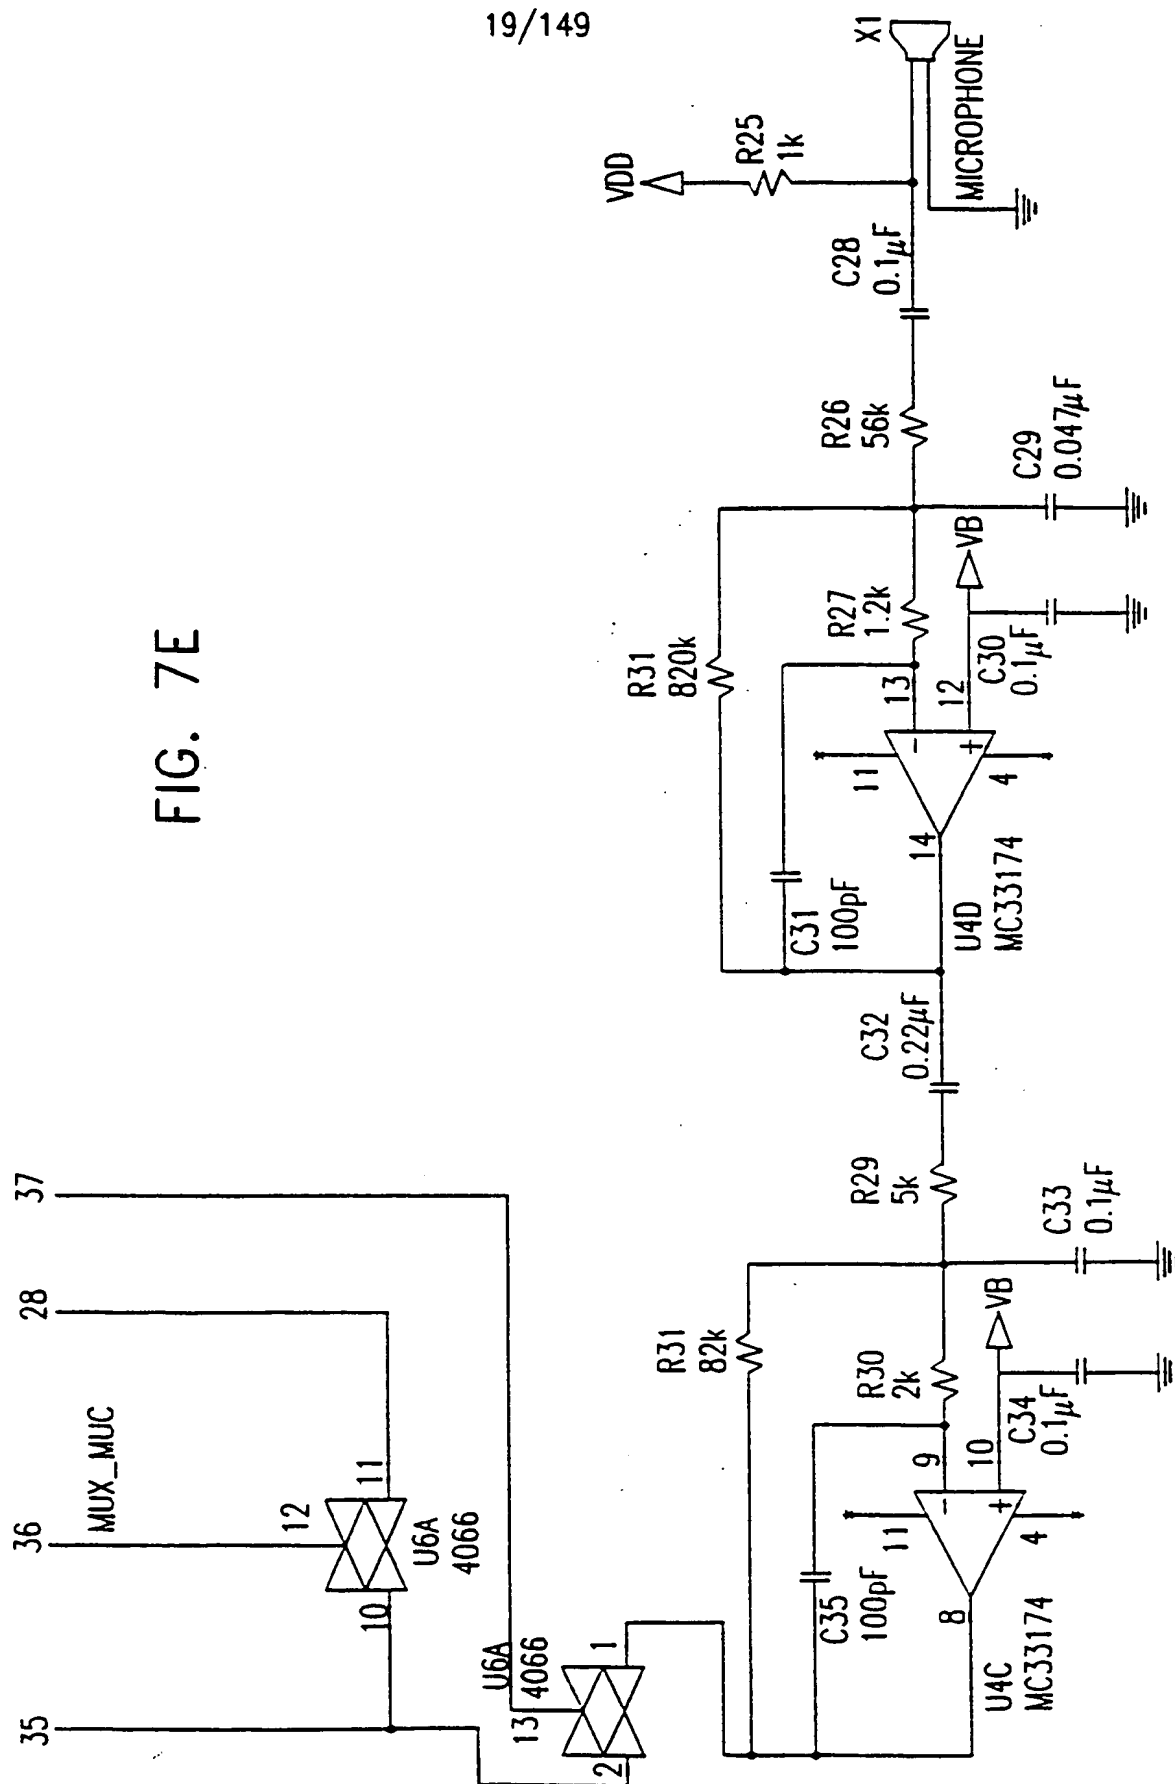 19/149
FIG. 7E
X1
MICROPHONE
VDD
R25
1k
C28
0.1μF
R26
56k
C29
0.047μF
VB
R27
1.2k
R31
820k
C30
0.1μF
13
12
11
4
14
C31
100pF
U4D
MC33174
C32
0.22μF
R29
5k
C33
0.1μF
VB
R31
82k
R30
2k
C34
0.1μF
9
10
11
4
8
C35
100pF
U4C
MC33174
37
28
36
35
MUX_MUC
12
11
10
U6A
4066
U6A
4066
13
1
2